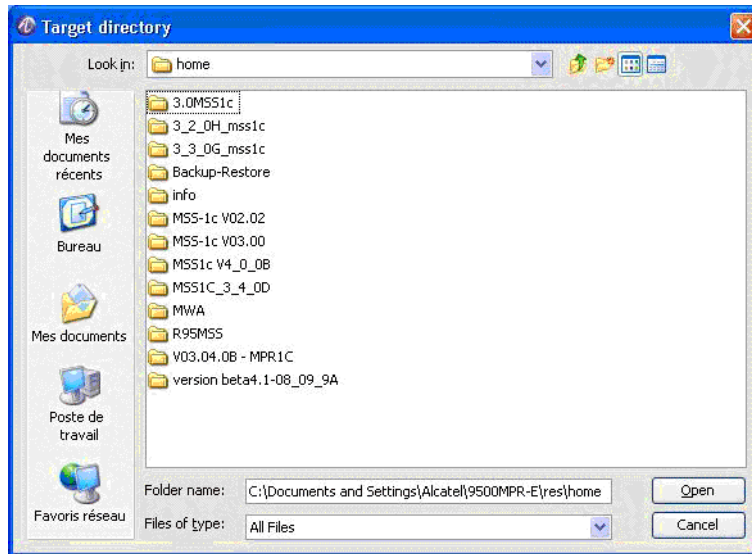 Target directory
Look in:
home
Mes
documents
récents
Bureau
Mes documents
Poste de
travail
Favoris réseau
3.0MSS1c
3_2_0H_mss1c
3_3_0G_mss1c
Backup-Restore
info
MSS-1c V02.02
MSS-1c V03.00
MSS1c V4_0_0B
MSS1C_3_4_0D
MWA
R95MSS
V03.04.0B - MPR1C
version beta4.1-08_09_9A
Folder name:
C:\Documents and Settings\Alcatel\9500MPR-E\res\home
Open
Files of type:
All Files
Cancel